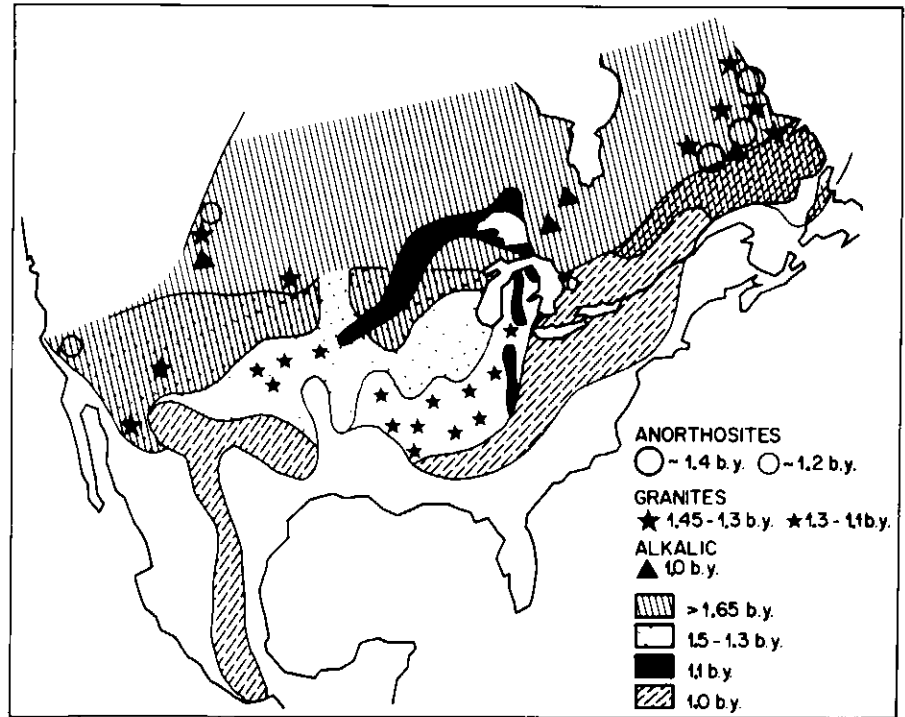 ANORTHOSITES
~1.4 b.y. ~1.2 b.y.
GRANITES
1.45-1.3 b.y. 1.3-1.1 b.y.
ALKALIC
1.0 b.y.
>1.65 b.y.
1.5-1.3 b.y.
1.1 b.y.
1.0 b.y.